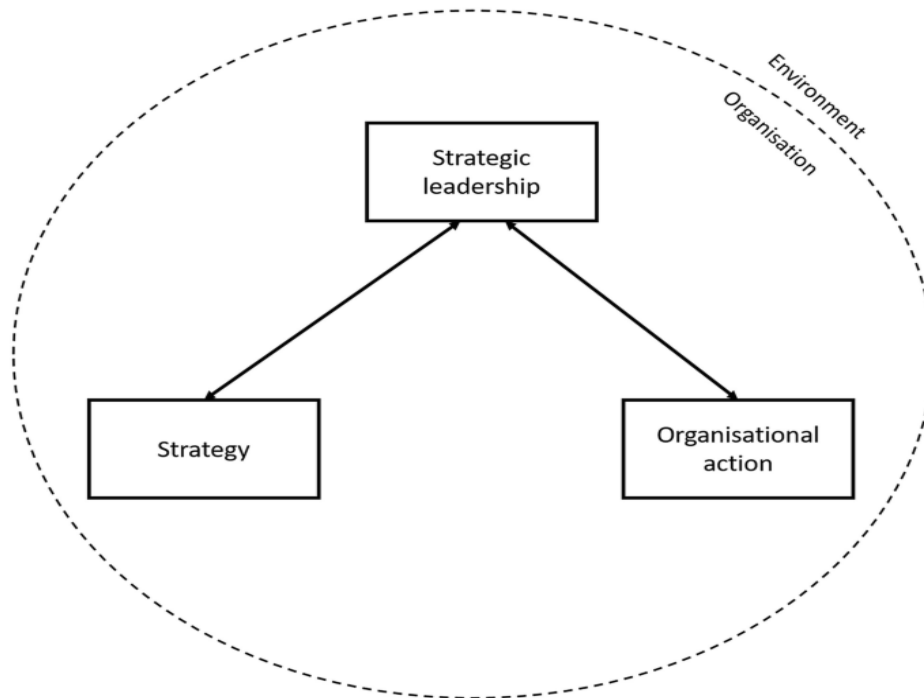 Environment
Organisation
Strategic
leadership
Strategy
Organisational
action